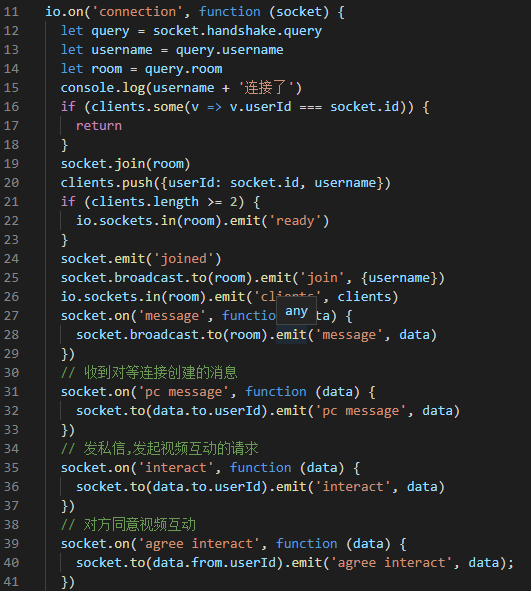 11 io.on('connection', function (socket) {
12 let query = socket.handshake.query
13 let username = query.username
14 let room = query.room
15 console.log(username + '连接了')
16 if (clients.some(v => v.userId === socket.id)) {
17 return
18 }
19 socket.join(room)
20 clients.push({userId: socket.id, username})
21 if (clients.length >= 2) {
22 io.sockets.in(room).emit('ready')
23 }
24 socket.emit('joined')
25 socket.broadcast.to(room).emit('join', {username})
26 io.sockets.in(room).emit('clients', clients)
any
27 socket.on('message', function ta) {
28 socket.broadcast.to(room).emit('message', data)
29 })
30 // 收到对等连接创建的消息
31 socket.on('pc message', function (data) {
32 socket.to(data.to.userId).emit('pc message', data)
33 })
34 // 发私信,发起视频互动的请求
35 socket.on('interact', function (data) {
36 socket.to(data.to.userId).emit('interact', data)
37 })
38 // 对方同意视频互动
39 socket.on('agree interact', function (data) {
40 socket.to(data.from.userId).emit('agree interact', data);
41 })